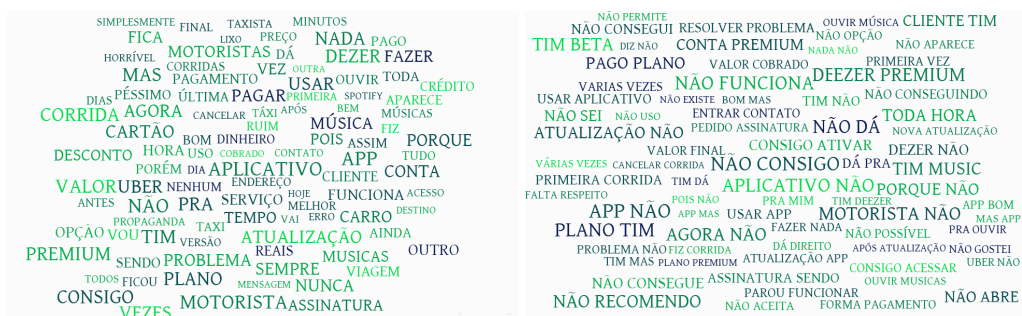 SIMPLESMENTE FINAL TAXISTA MINUTOS
FICA LIXO PREÇO NADA PAGO
HORRÍVEL MOTORISTAS DÁ DEZER FAZER
MAS CORRIDAS VEZ OUTRA
PAGAMENTO USAR OUVIR TODA CRÉDITO
DIAS PÉSSIMO ÚLTIMA PAGAR PRIMEIRA SPOTIFY APARECE
CORRIDA AGORA CANCELAR TÁXI APÓS BEM MÚSICAS
CARTÃO RUIM MÚSICA FIZ
BOM DINHEIRO POIS ASSIM PORQUE
DESCONTO HORA USO COBRADO CONTATO APP TUDO
PORÉM DIA APLICATIVO CLIENTE CONTA
VALOR UBER NENHUM ENDEREÇO
ANTES NÃO PRA SERVIÇO HOJE MELHOR FUNCIONA ACESSO
PROPAGANDA TAXI TEMPO VAI ERRO CARRO DESTINO
OPÇÃO VOU TIM VERSÃO ATUALIZAÇÃO AINDA
PREMIUM SENDO PROBLEMA REAIS MUSICAS OUTRO
TODOS FICOU PLANO SEMPRE VIAGEM
MENSAGEM NUNCA
CONSIGO MOTORISTA ASSINATURA
VEZES
NÃO PERMITE
NÃO CONSEGUI RESOLVER PROBLEMA OUVIR MÚSICA CLIENTE TIM
TIM BETA DIZ NÃO CONTA PREMIUM NÃO OPÇÃO
NADA NÃO NÃO APARECE
PAGO PLANO VALOR COBRADO PRIMEIRA VEZ
VARIAS VEZES NÃO FUNCIONA DEEZER PREMIUM
USAR APLICATIVO NÃO EXISTE BOM MAS TIM NÃO NÃO CONSEGUINDO
NÃO SEI NÃO USO ENTRAR CONTATO TODA HORA
ATUALIZAÇÃO NÃO PEDIDO ASSINATURA NÃO DÁ NOVA ATUALIZAÇÃO
VALOR FINAL CONSIGO ATIVAR DEZER NÃO
VÁRIAS VEZES CANCELAR CORRIDA NÃO CONSIGO DÁ PRA TIM MUSIC
PRIMEIRA CORRIDA TIM DÁ APLICATIVO NÃO PORQUE NÃO
FALTA RESPEITO POIS NÃO PRA MIM TIM DEEZER APP BOM
APP NÃO APP MAS USAR APP MOTORISTA NÃO MAS APP
PLANO TIM AGORA NÃO FAZER NADA NÃO POSSÍVEL PRA OUVIR
PROBLEMA NÃO FIZ CORRIDA DÁ DIREITO APÓS ATUALIZAÇÃO NÃO GOSTEI
TIM MAS PLANO PREMIUM ATUALIZAÇÃO APP CONSIGO ACESSAR UBER NÃO
NÃO CONSEGUE ASSINATURA SENDO OUVIR MUSICAS
NÃO RECOMENDO PAROU FUNCIONAR NÃO ABRE
NÃO ACEITA FORMA PAGAMENTO